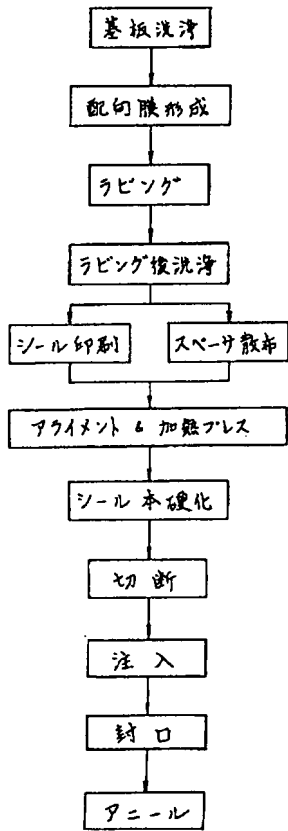 基板洗浄
配向膜形成
ラビング
ラビング後洗浄
シール印刷
スペーサ散布
アライメント & 加熱プレス
シール本硬化
切断
注入
封口
アニール